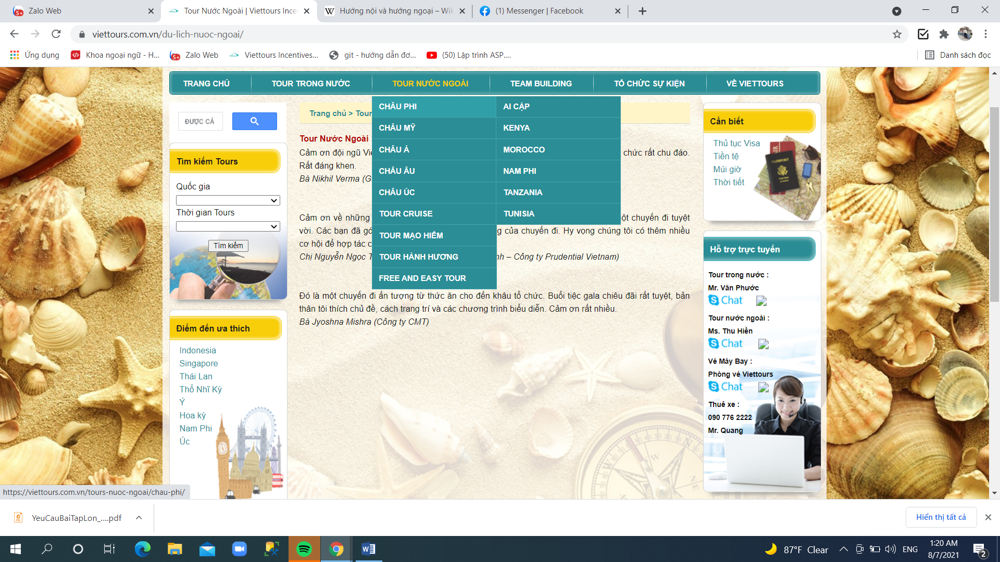 Zalo Web
Tour Nước Ngoài | Viettours Ince
Hướng nội và hướng ngoại – Wik
(1) Messenger | Facebook
viettours.com.vn/du-lich-nuoc-ngoai/
Ứng dụng
Khoa ngoại ngữ - H...
Zalo Web
Viettours Incentives...
git - hướng dẫn đơ...
(50) Lập trình ASP....
Danh sách đọc
TRANG CHỦ
TOUR TRONG NƯỚC
TOUR NƯỚC NGOÀI
TEAM BUILDING
TỔ CHỨC SỰ KIỆN
VỀ VIETTOURS
CHÂU PHI
CHÂU MỸ
CHÂU Á
CHÂU ÂU
CHÂU ÚC
TOUR CRUISE
TOUR MẠO HIỂM
TOUR HÀNH HƯƠNG
FREE AND EASY TOUR
AI CẬP
KENYA
MOROCCO
NAM PHI
TANZANIA
TUNISIA
ĐƯỢC CẢ
Tìm kiếm Tours
Quốc gia
Thời gian Tours
Tìm kiếm
Điểm đến ưa thích
Indonesia
Singapore
Thái Lan
Thổ Nhĩ Kỳ
Ý
Hoa kỳ
Nam Phi
Úc
Trang chủ > Tour
Tour Nước Ngoài
Cảm ơn đội ngũ Vie chức rất chu đáo.
Rất đáng khen.
Bà Nikhil Verma (G
Cảm ơn về những ột chuyến đi tuyệt
vời. Các bạn đã gó g của chuyến đi. Hy vọng chúng tôi có thêm nhiều
cơ hội để hợp tác c
Chị Nguyễn Ngọc T nh – Công ty Prudential Vietnam)
Đó là một chuyến đi ấn tượng từ thức ăn cho đến khâu tổ chức. Buổi tiệc gala chiêu đãi rất tuyệt, bản
thân tôi thích chủ đề, cách trang trí và các chương trình biểu diễn. Cảm ơn rất nhiều.
Bà Jyoshna Mishra (Công ty CMT)
Cần biết
Thủ tục Visa
Tiền tệ
Múi giờ
Thời tiết
PASSPORT
Hỗ trợ trực tuyến
Tour trong nước :
Mr. Văn Phước
Chat
Tour nước ngoài :
Ms. Thu Hiền
Chat
Vé Máy Bay :
Phòng vé Viettours
Chat
Thuê xe :
090 776 2222
Mr. Quang
https://viettours.com.vn/tours-nuoc-ngoai/chau-phi/
YeuCauBaiTapLon_....pdf
Hiển thị tất cả
87°F Clear
ENG
1:20 AM
8/7/2021
2